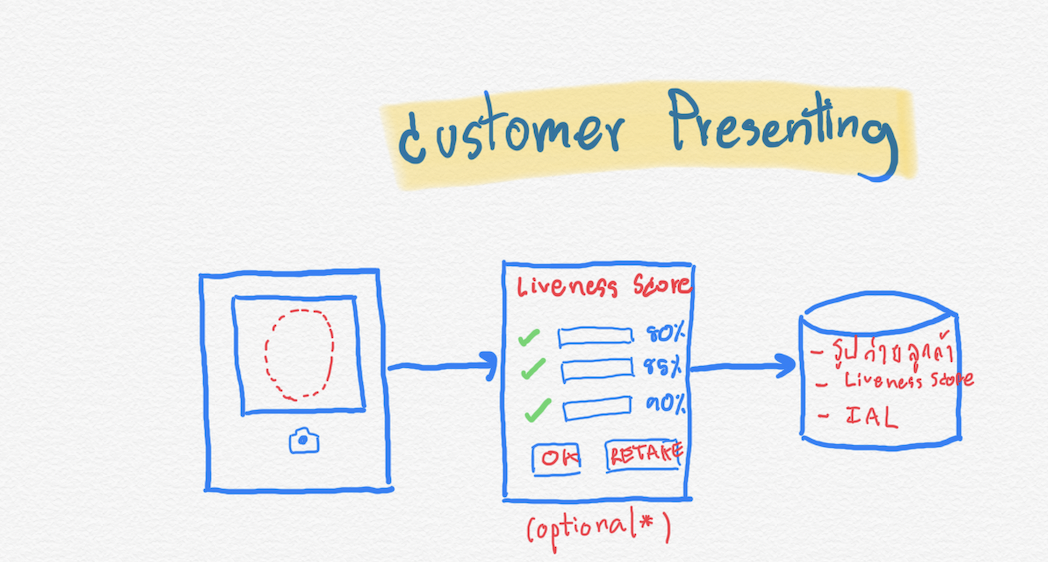 Customer Presenting
Liveness Score
80%
85%
90%
OK RETAKE
(optional*)
- รูปถ่ายลูกค้า
- Liveness Score
- IAL